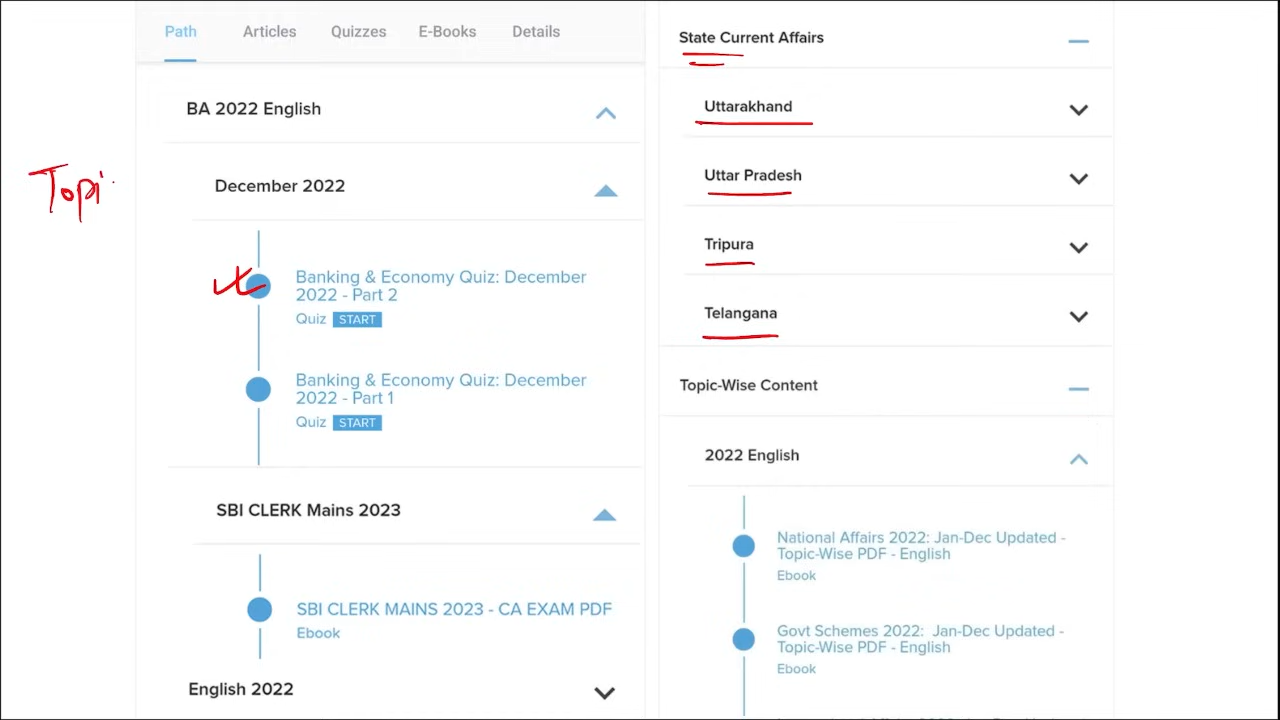 Path
Articles
Quizzes
E-Books
Details
BA 2022 English
December 2022
Topi
Banking & Economy Quiz: December
2022 - Part 2
Quiz START
Banking & Economy Quiz: December
2022 - Part 1
Quiz START
SBI CLERK Mains 2023
SBI CLERK MAINS 2023 - CA EXAM PDF
Ebook
English 2022
State Current Affairs
Uttarakhand
Uttar Pradesh
Tripura
Telangana
Topic-Wise Content
2022 English
National Affairs 2022: Jan-Dec Updated -
Topic-Wise PDF - English
Ebook
Govt Schemes 2022: Jan-Dec Updated -
Topic-Wise PDF - English
Ebook